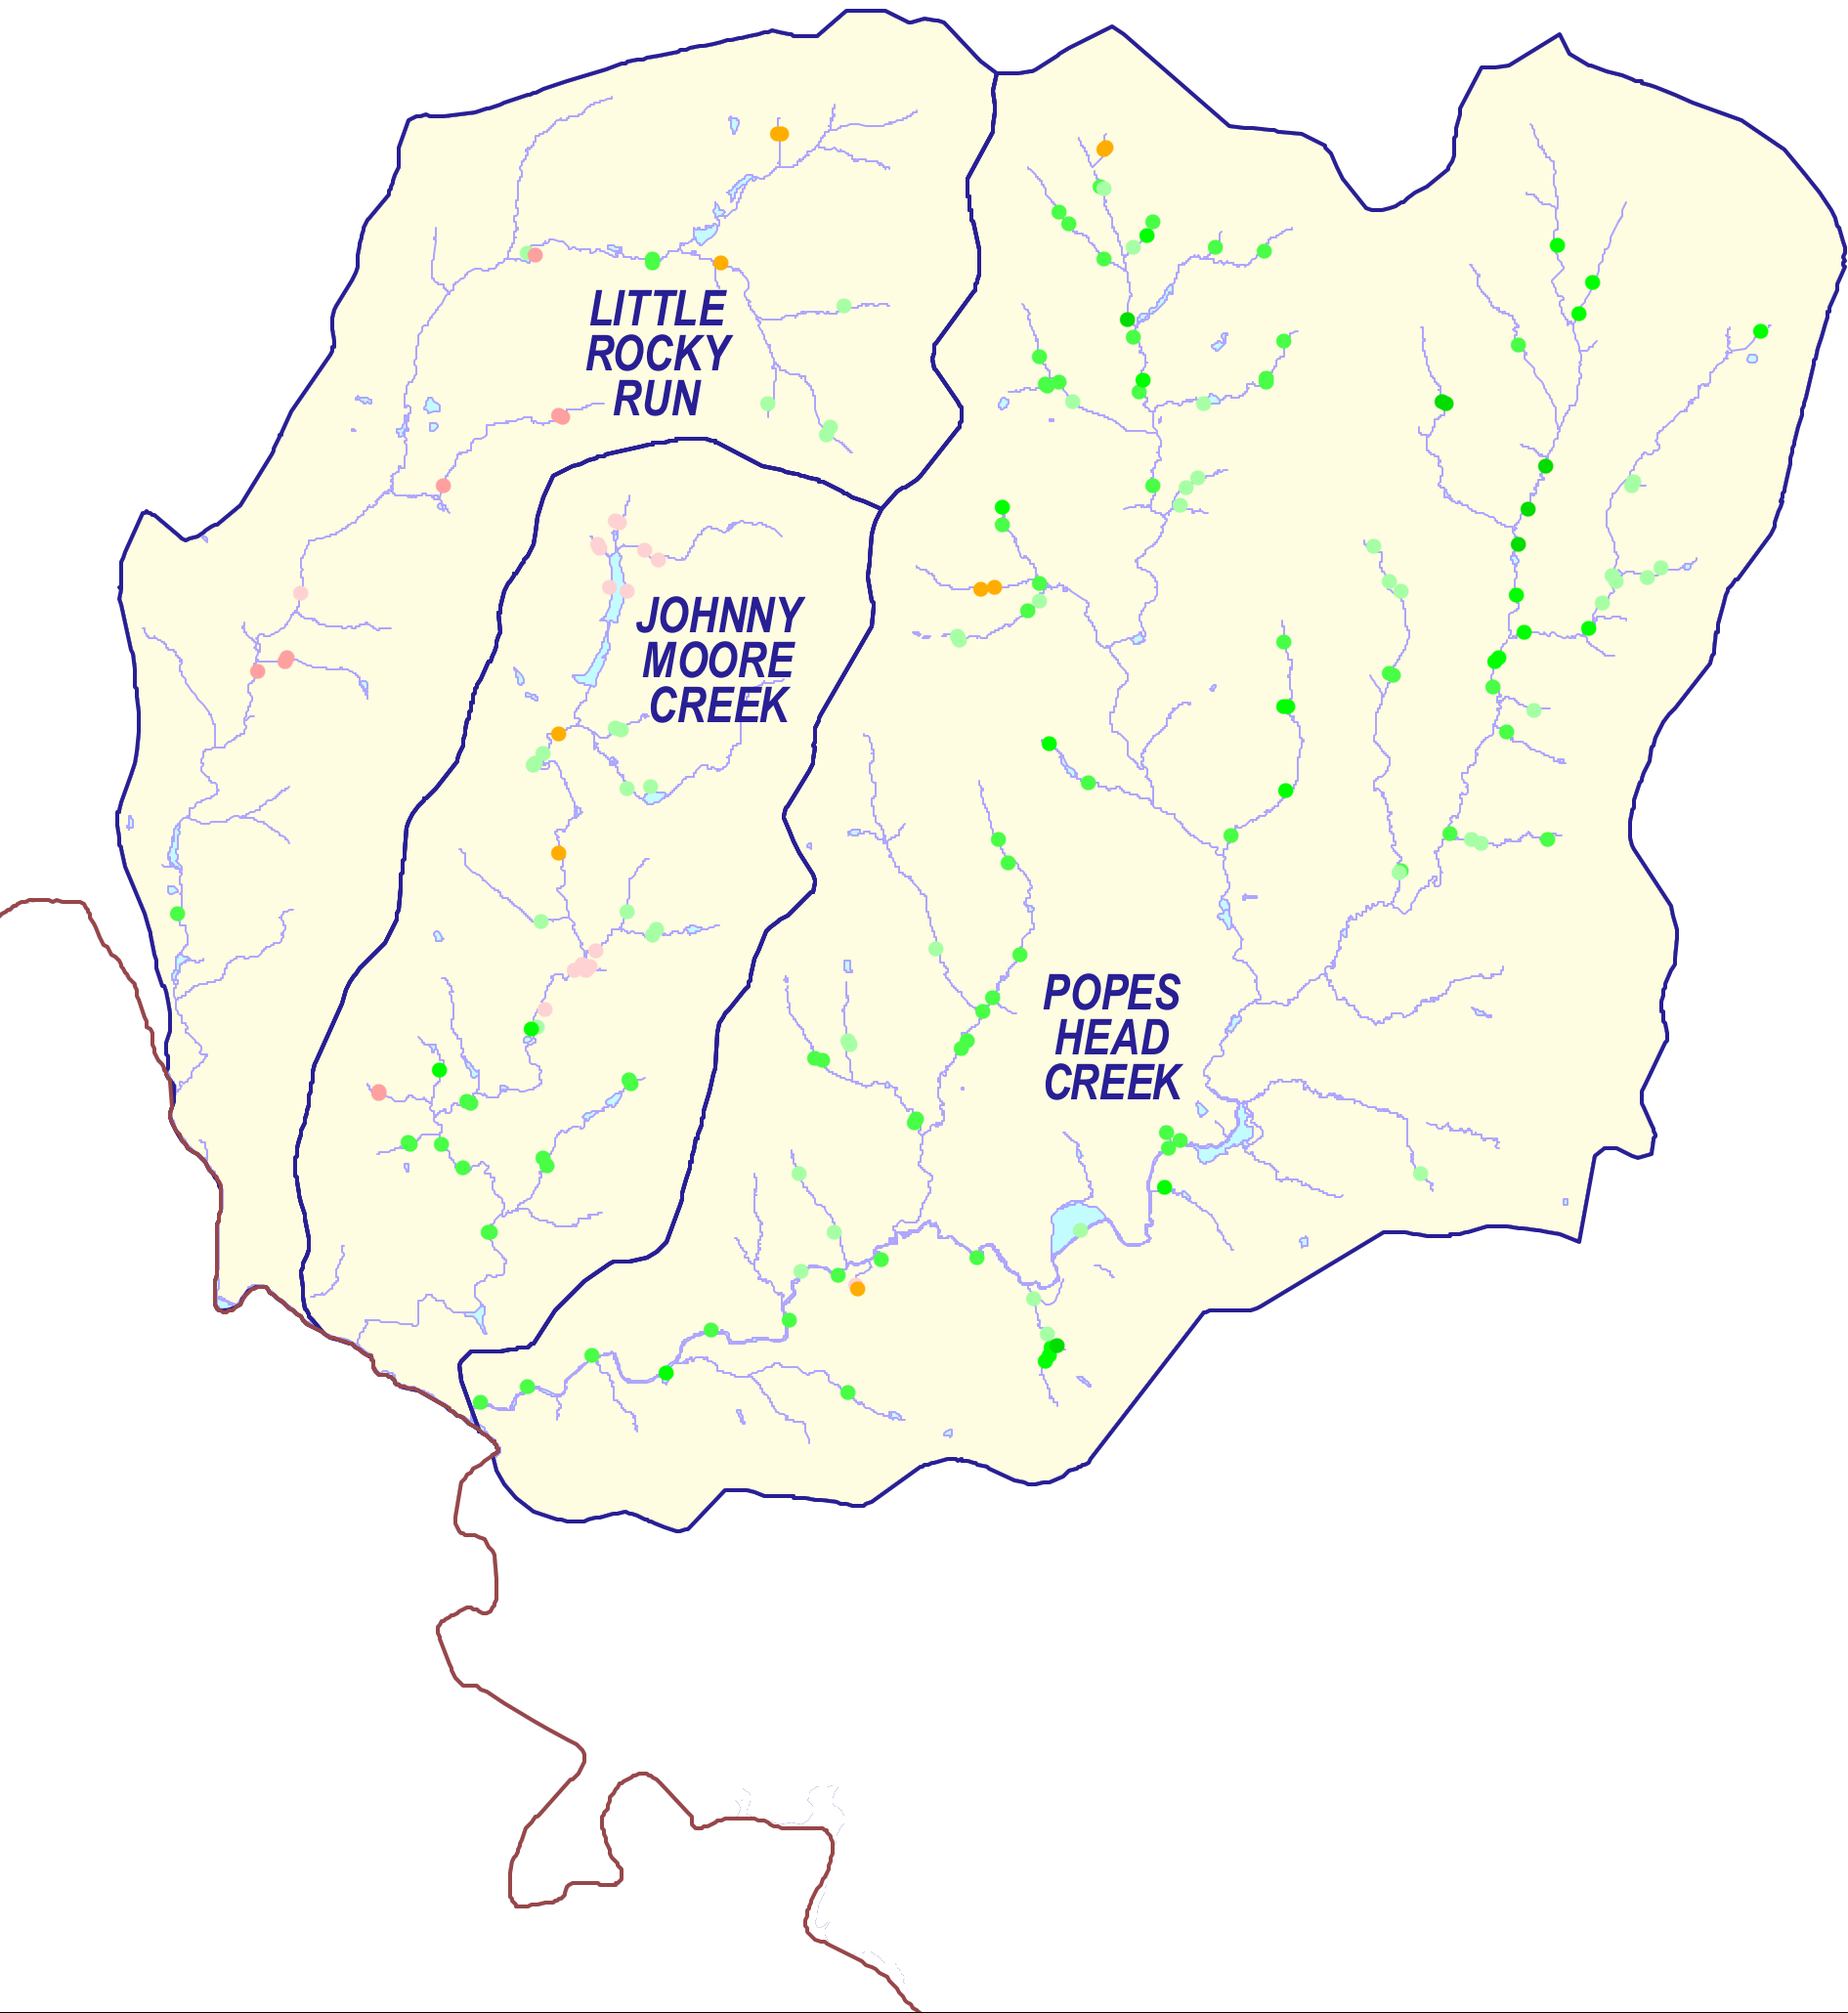 LITTLE
ROCKY
RUN
JOHNNY
MOORE
CREEK
POPES
HEAD
CREEK